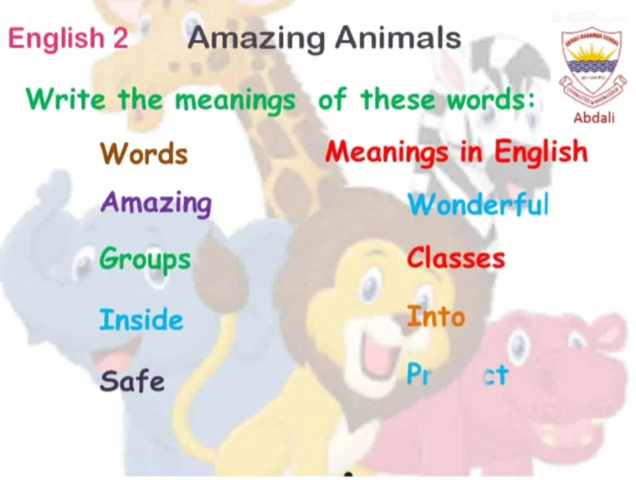 English 2 Amazing Animals
Abdali
Write the meanings of these words:
Words Meanings in English
Amazing Wonderful
Groups Classes
Inside Into
Safe